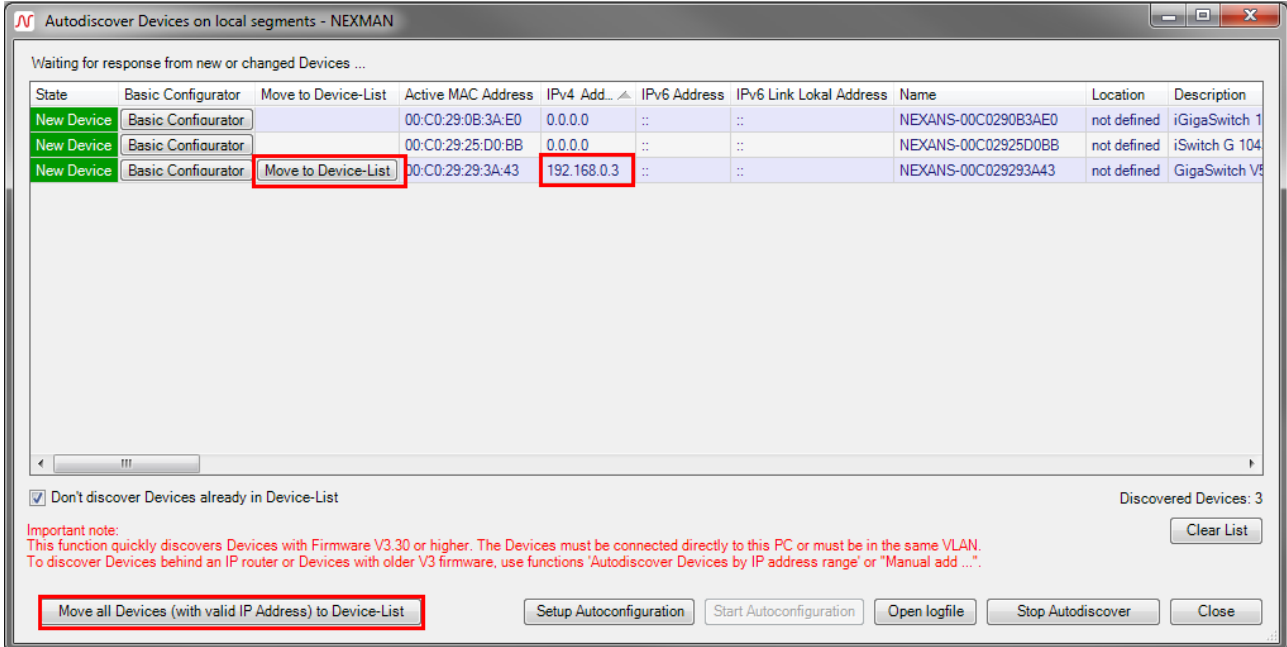 Autodiscover Devices on local segments - NEXMAN
Waiting for response from new or changed Devices ...
State Basic Configurator Move to Device-List Active MAC Address IPv4 Add... IPv6 Address IPv6 Link Lokal Address Name Location Description
New Device Basic Configurator 00:C0:29:0B:3A:E0 0.0.0.0 :: :: NEXANS-00C0290B3AE0 not defined iGigaSwitch 1
New Device Basic Configurator 00:C0:29:25:D0:BB 0.0.0.0 :: :: NEXANS-00C02925D0BB not defined iSwitch G 104
New Device Basic Configurator Move to Device-List 00:C0:29:29:3A:43 192.168.0.3 :: :: NEXANS-00C029293A43 not defined GigaSwitch V5
Don't discover Devices already in Device-List Discovered Devices: 3
Important note:
Clear List
This function quickly discovers Devices with Firmware V3.30 or higher. The Devices must be connected directly to this PC or must be in the same VLAN.
To discover Devices behind an IP router or Devices with older V3 firmware, use functions 'Autodiscover Devices by IP address range' or "Manual add ...".
Move all Devices (with valid IP Address) to Device-List Setup Autoconfiguration Start Autoconfiguration Open logfile Stop Autodiscover Close